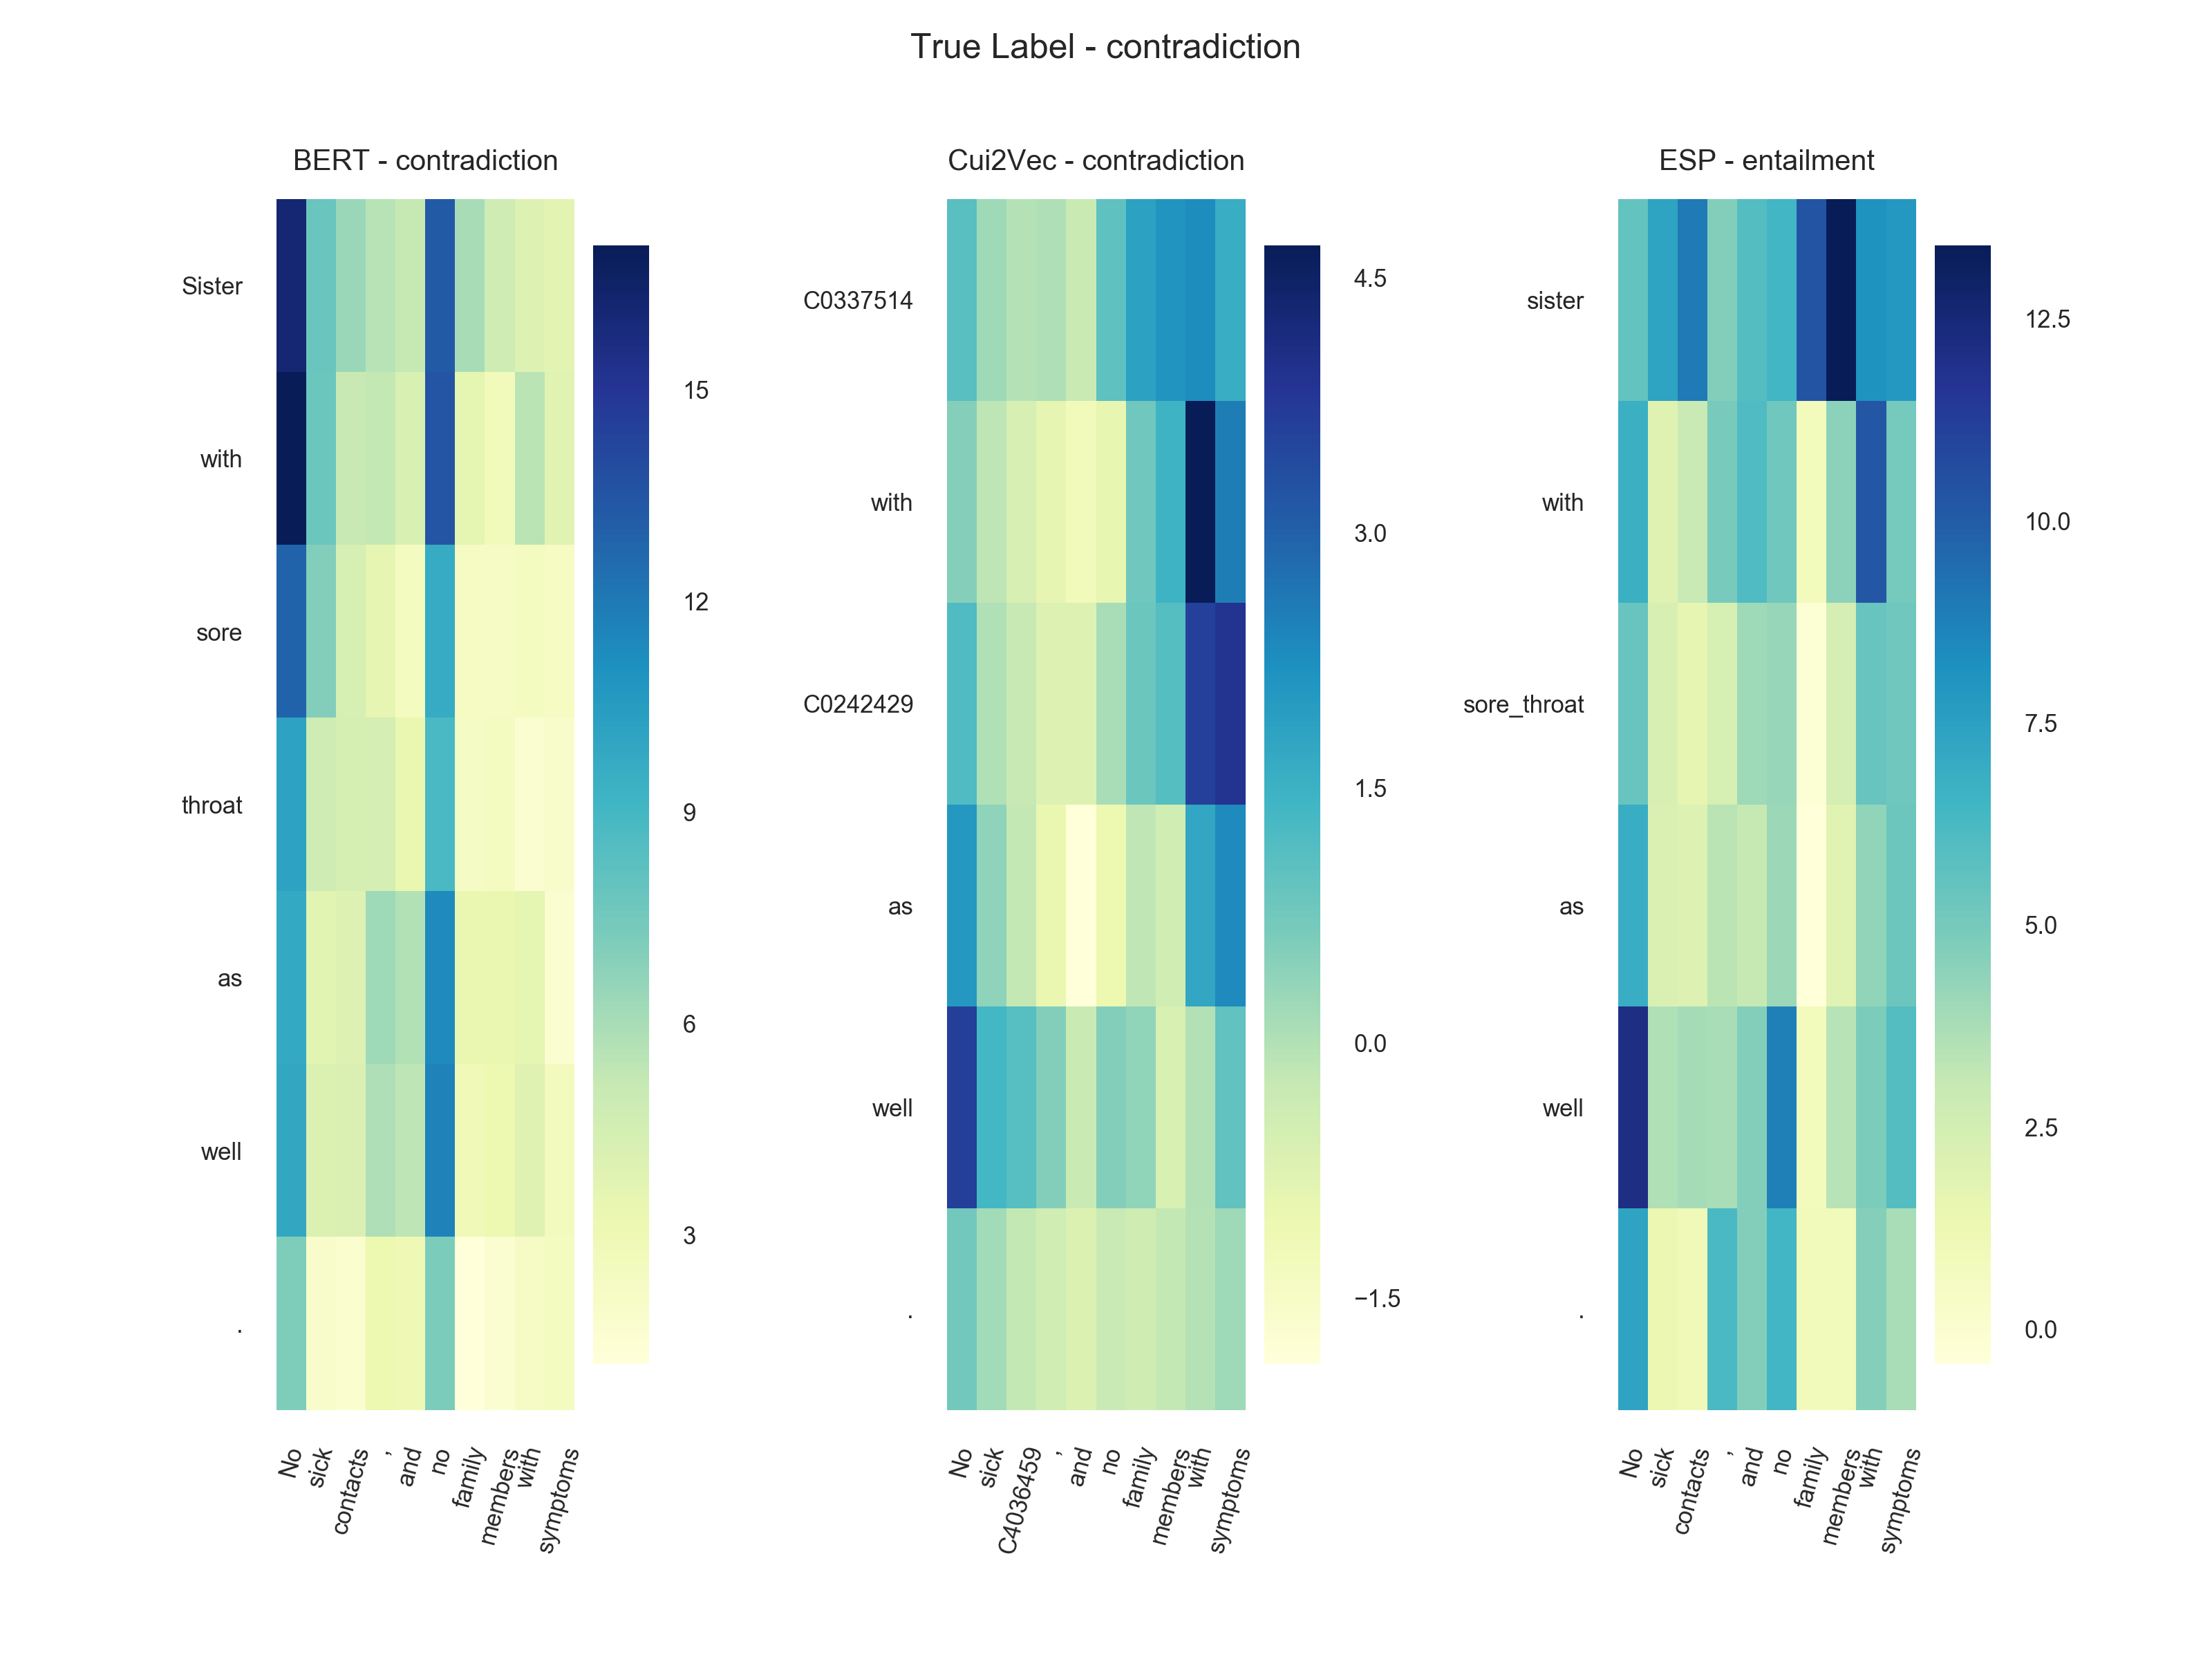 True Label - contradiction
BERT - contradiction
Sister
with
sore
throat
as
well
.
No
sick
contacts
,
and
no
family
members
with
symptoms
15
12
9
6
3
Cui2Vec - contradiction
C0337514
with
C0242429
as
well
.
No
sick
C4036459
,
and
no
family
members
with
symptoms
4.5
3.0
1.5
0.0
−1.5
ESP - entailment
sister
with
sore_throat
as
well
.
No
sick
contacts
,
and
no
family
members
with
symptoms
12.5
10.0
7.5
5.0
2.5
0.0